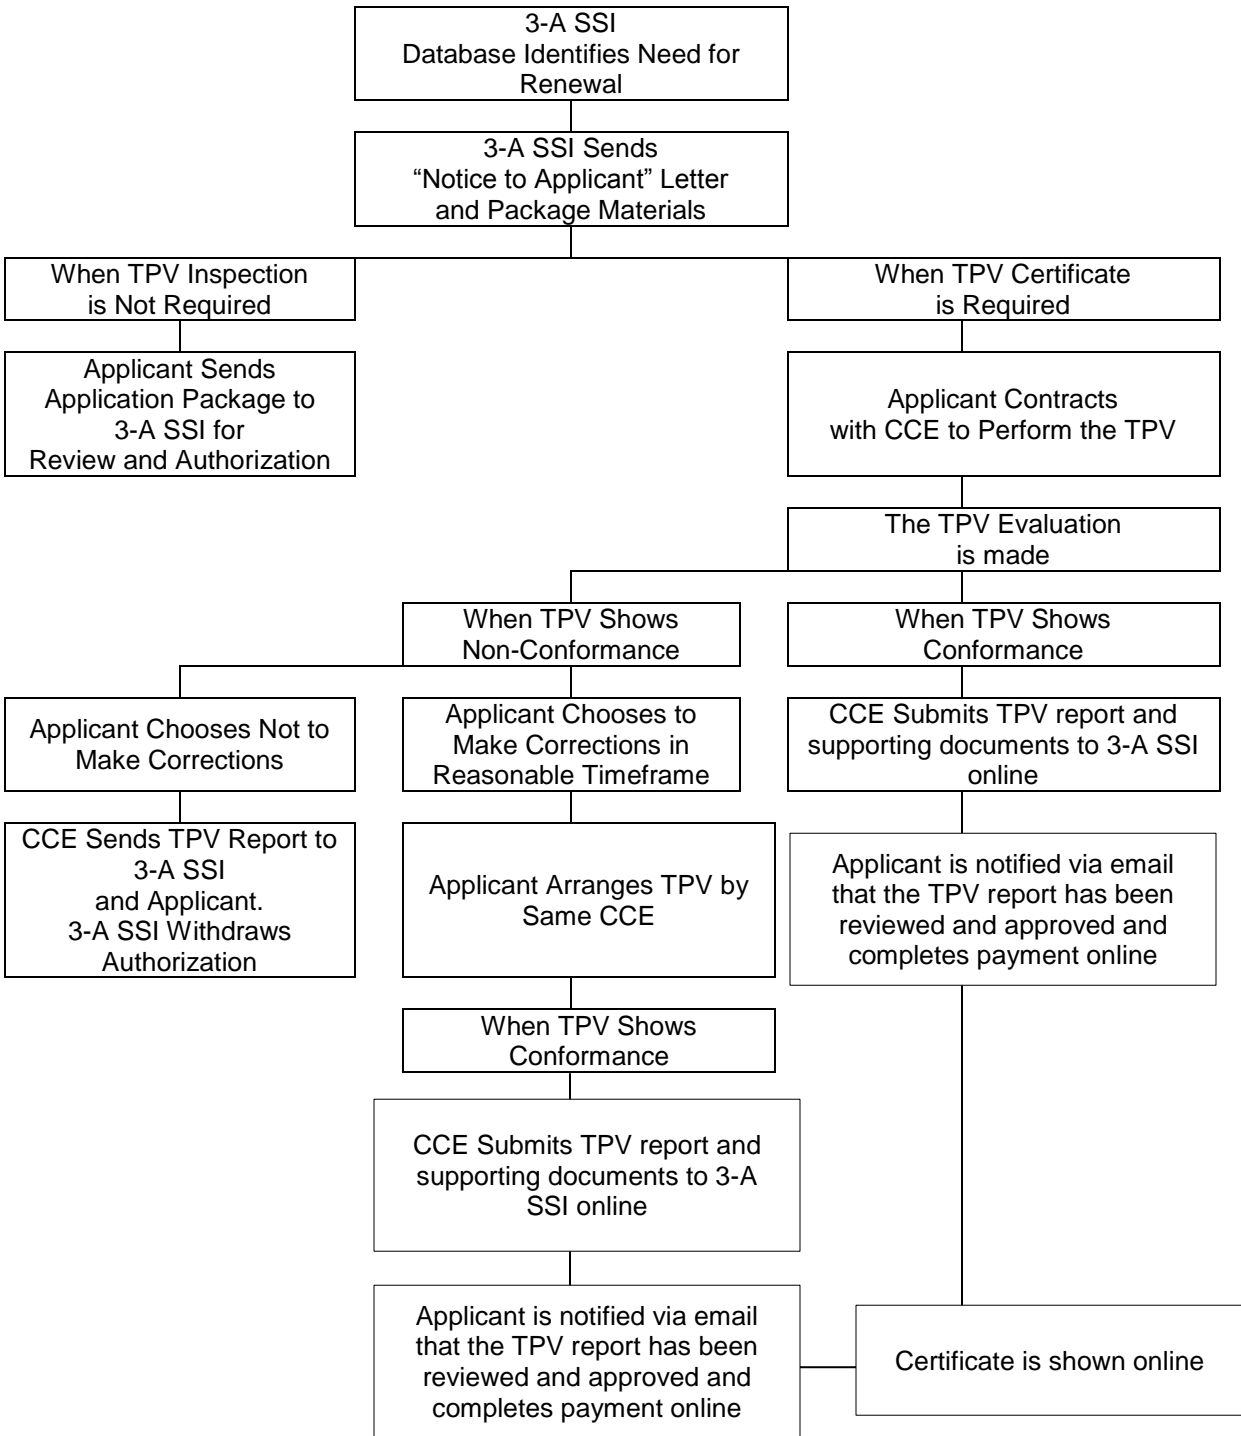 3-A SSI
Database Identifies Need for
Renewal
3-A SSI Sends
“Notice to Applicant” Letter
and Package Materials
When TPV Inspection
is Not Required
When TPV Certificate
is Required
Applicant Sends
Application Package to
3-A SSI for
Review and Authorization
Applicant Contracts
with CCE to Perform the TPV
The TPV Evaluation
is made
When TPV Shows
Non-Conformance
When TPV Shows
Conformance
Applicant Chooses Not to
Make Corrections
Applicant Chooses to
Make Corrections in
Reasonable Timeframe
CCE Submits TPV report and
supporting documents to 3-A SSI
online
CCE Sends TPV Report to
3-A SSI
and Applicant.
3-A SSI Withdraws
Authorization
Applicant Arranges TPV by
Same CCE
Applicant is notified via email
that the TPV report has been
reviewed and approved and
completes payment online
When TPV Shows
Conformance
CCE Submits TPV report and
supporting documents to 3-A
SSI online
Applicant is notified via email
that the TPV report has been
reviewed and approved and
completes payment online
Certificate is shown online